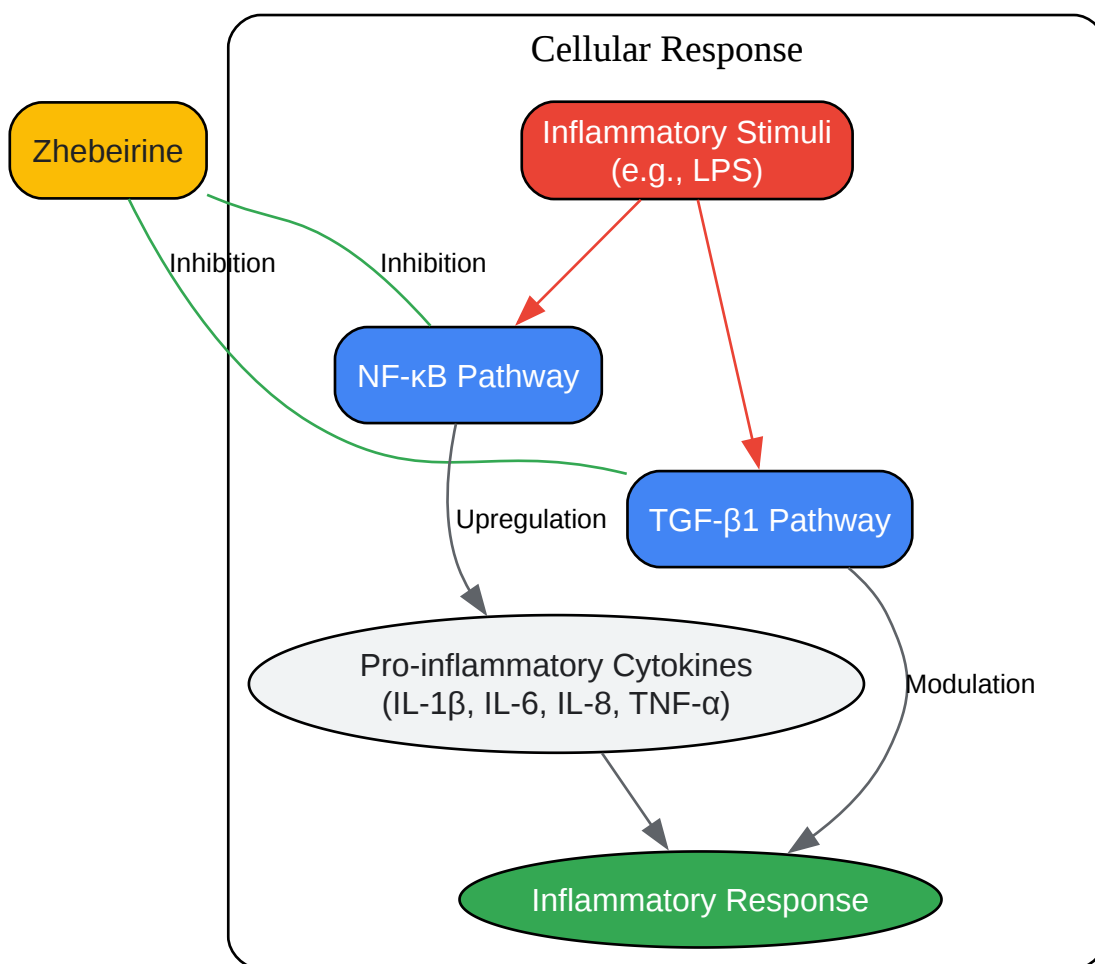 Cellular Response
Zhebeirine
Inflammatory Stimuli
(e.g., LPS)
Inhibition
Inhibition
NF-κB Pathway
TGF-β1 Pathway
Upregulation
Pro-inflammatory Cytokines
(IL-1β, IL-6, IL-8, TNF-α)
Modulation
Inflammatory Response